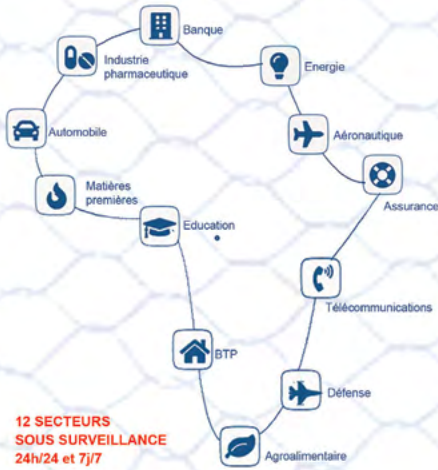 Banque
Industrie
pharmaceutique
Energie
Automobile
Aéronautique
Matières
premières
Assurance
Education
Télécommunications
BTP
Défense
12 SECTEURS
SOUS SURVEILLANCE
24h/24 et 7j/7
Agroalimentaire